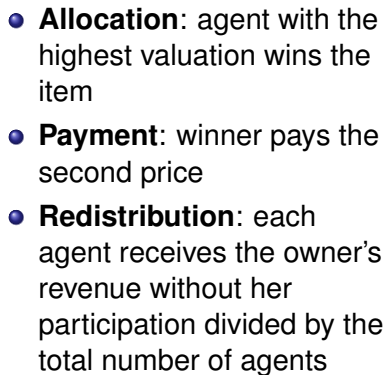 Allocation: agent with the
highest valuation wins the
item
Payment: winner pays the
second price
Redistribution: each
agent receives the owner's
revenue without her
participation divided by the
total number of agents